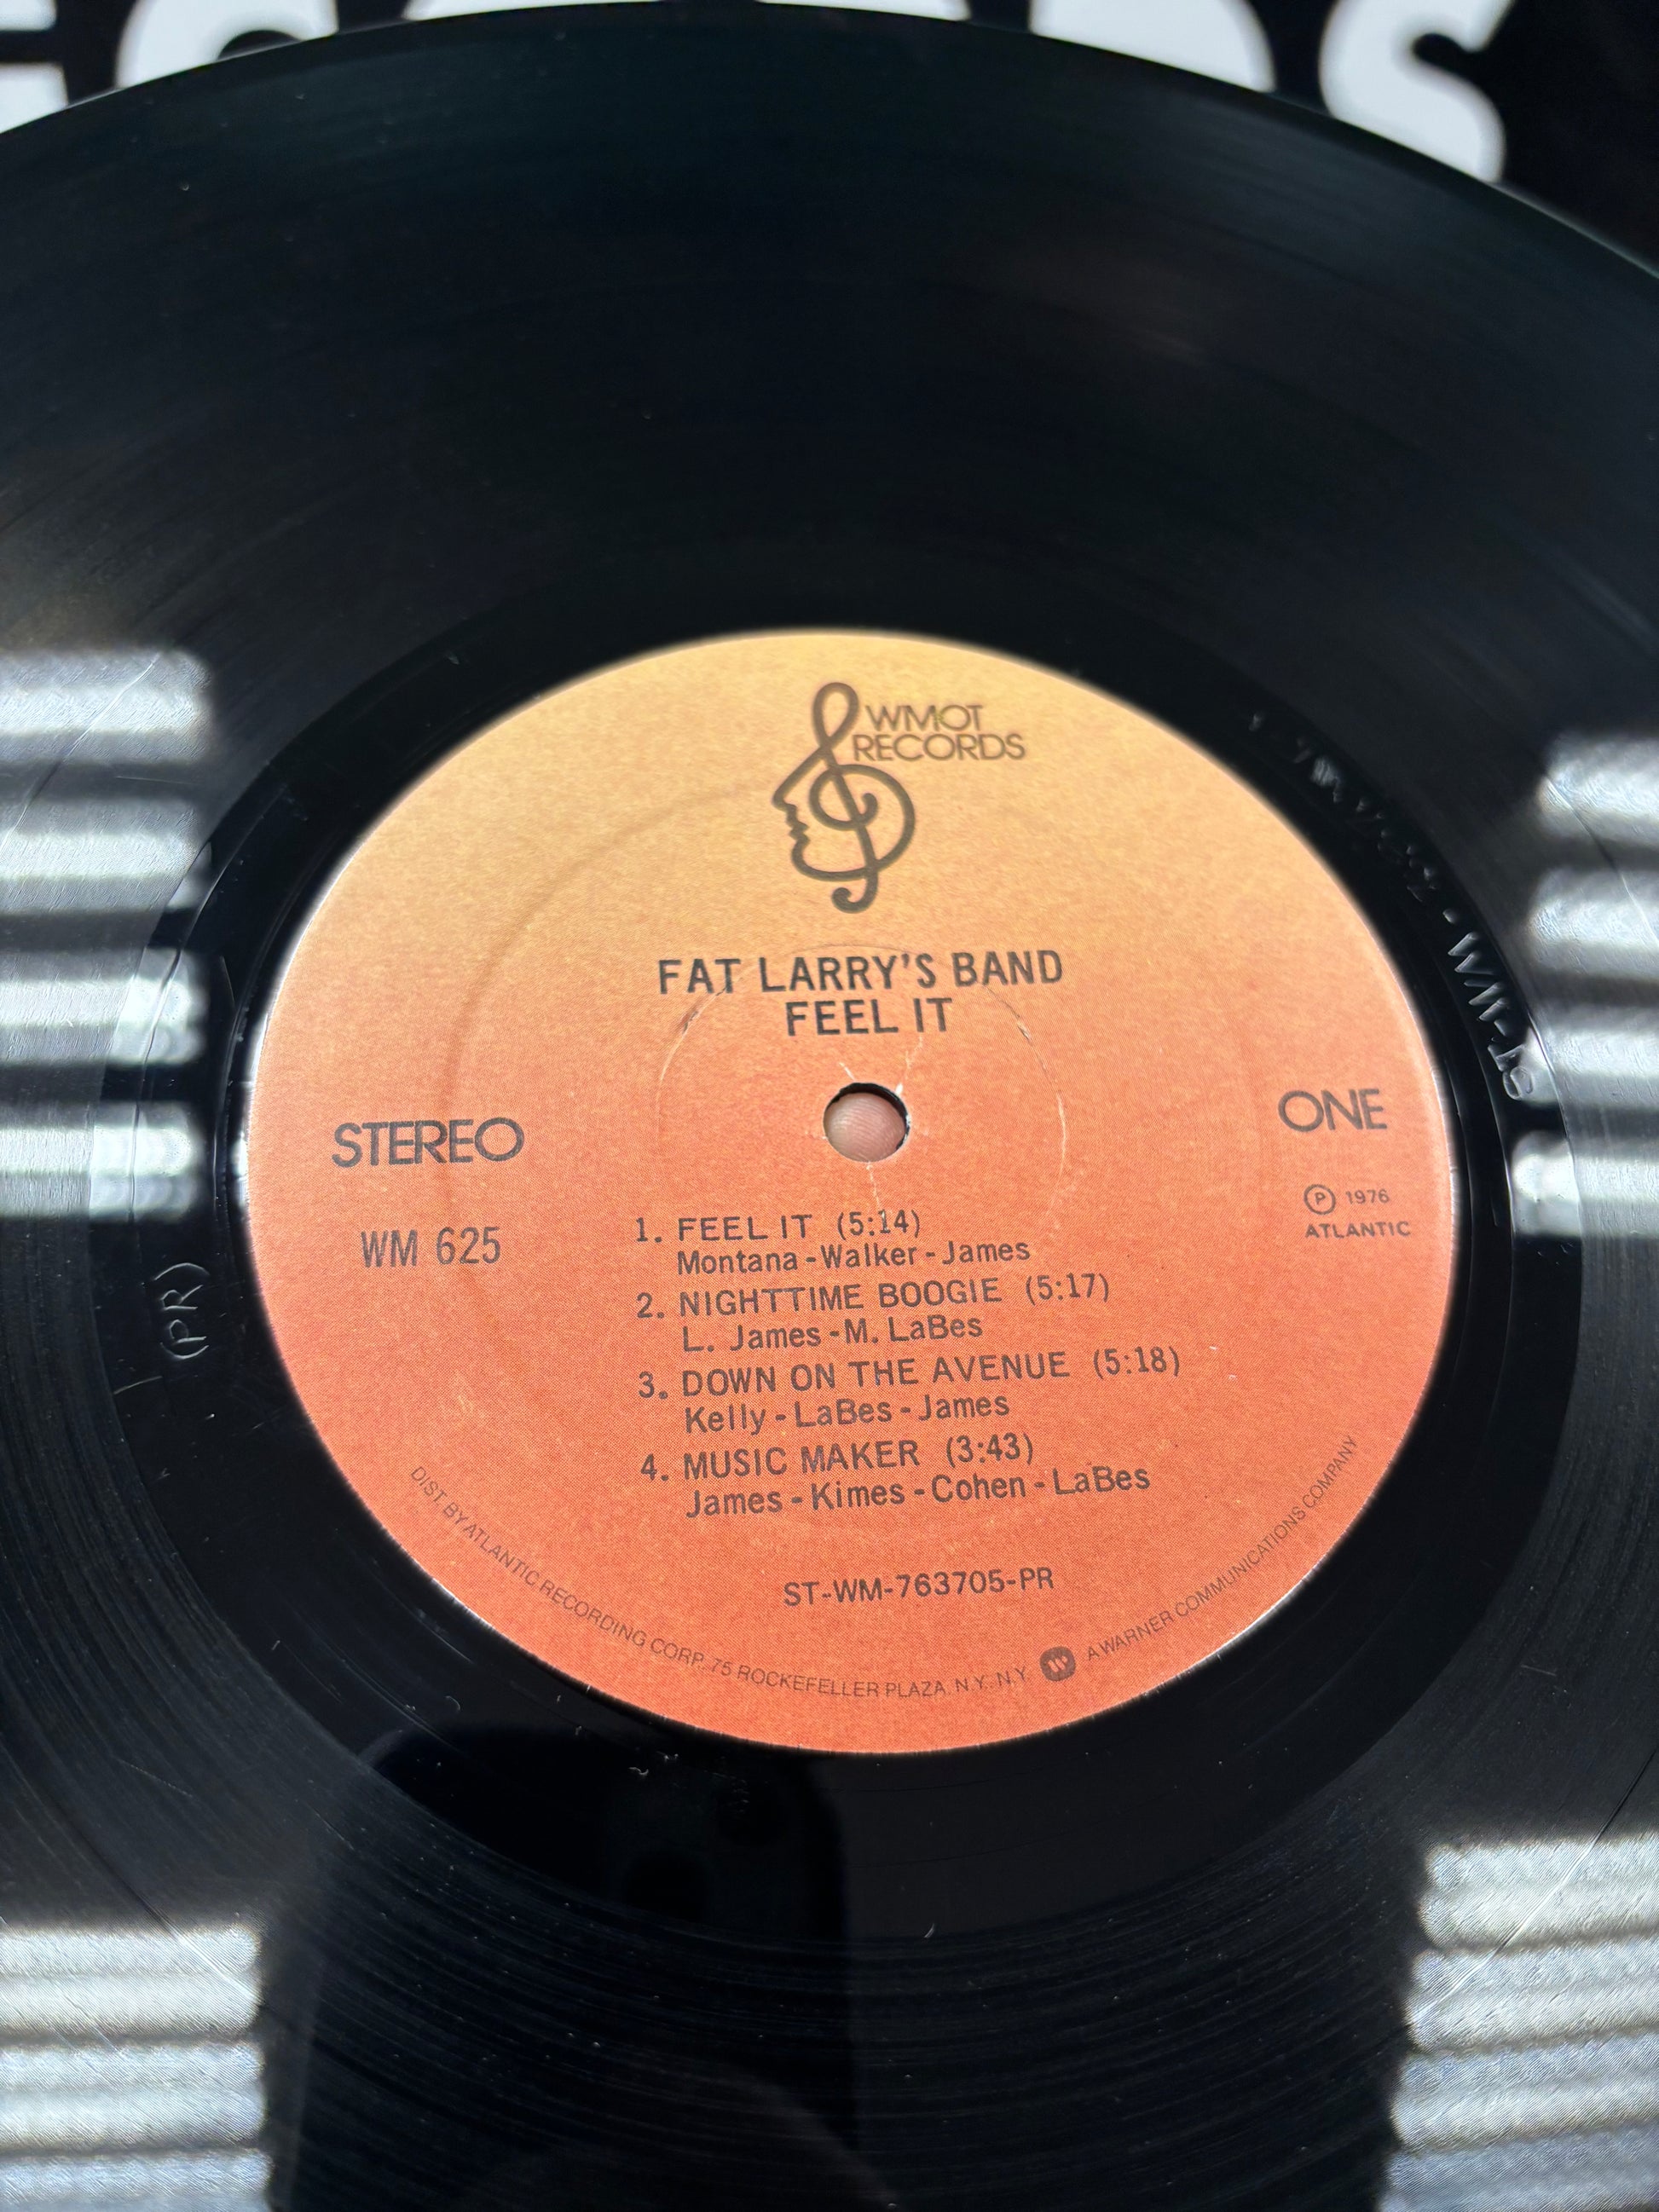 WMOT
RECORDS
FAT LARRY'S BAND
FEEL IT
STEREO
ONE
WM 625
Ⓟ 1976
ATLANTIC
1. FEEL IT (5:14)
Montana - Walker - James
2. NIGHTTIME BOOGIE (5:17)
L. James - M. LaBes
3. DOWN ON THE AVENUE (5:18)
Kelly - LaBes - James
4. MUSIC MAKER (3:43)
James - Kimes - Cohen - LaBes
ST-WM-763705-PR
DIST. BY ATLANTIC RECORDING CORP. 75 ROCKEFELLER PLAZA, N.Y. N.Y. A WARNER COMMUNICATIONS COMPANY
(PR)
ST-WM-